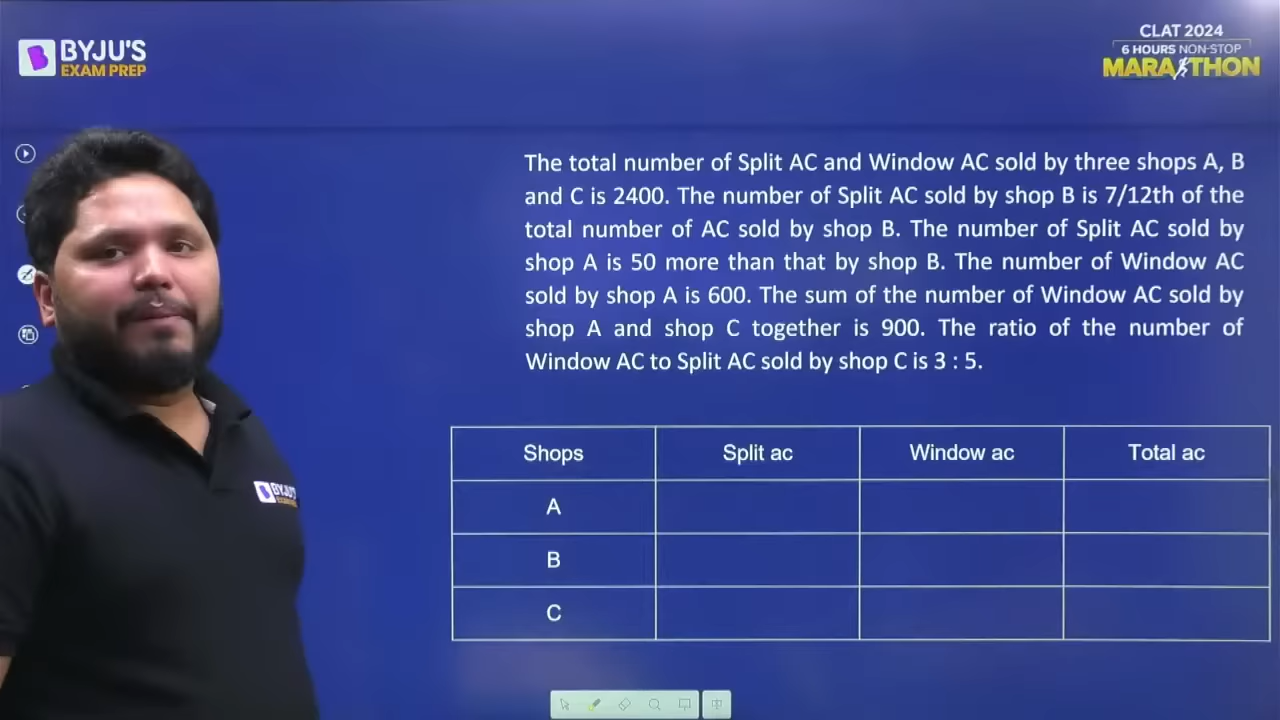 BYJU'S
EXAM PREP
CLAT 2024
6 HOURS NON-STOP
MARATHON
The total number of Split AC and Window AC sold by three shops A, B
and C is 2400. The number of Split AC sold by shop B is 7/12th of the
total number of AC sold by shop B. The number of Split AC sold by
shop A is 50 more than that by shop B. The number of Window AC
sold by shop A is 600. The sum of the number of Window AC sold by
shop A and shop C together is 900. The ratio of the number of
Window AC to Split AC sold by shop C is 3 : 5.
Shops Split ac Window ac Total ac
A
B
C
BYJU'S
EXAM PREP